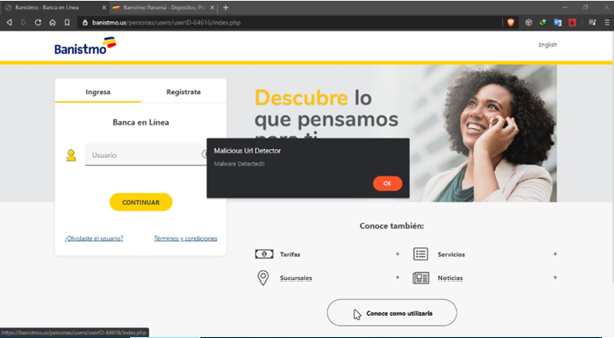 Banistmo - Banca en Línea
Banistmo Panamá - Depositos, Pr
banistmo.us/personas/users/userID-64616/index.php
Banistmo
English
Ingresa
Regístrate
Banca en Línea
Usuario
CONTINUAR
¿Olvidaste el usuario?
Términos y condiciones
Descubre lo
que pensamos
para ti
Malicious Url Detector
Malware Detected!!
OK
Conoce también:
Tarifas
+
Servicios
+
Sucursales
+
Noticias
+
Conoce como utilizarla
https://banistmo.us/personas/users/userID-64616/index.php